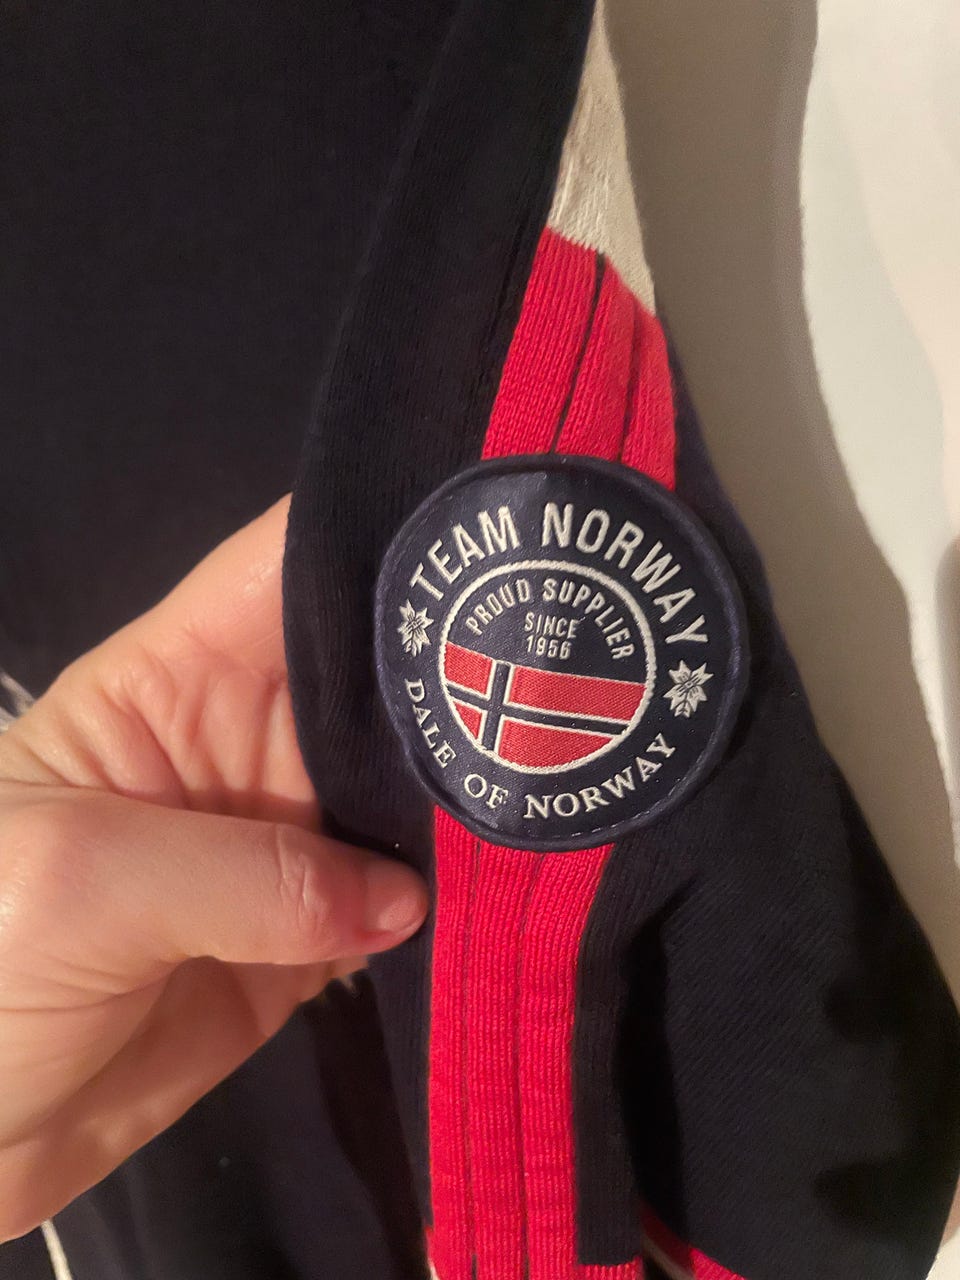 TEAM NORWAY
PROUD SUPPLIER
SINCE
1956
DALE OF NORWAY